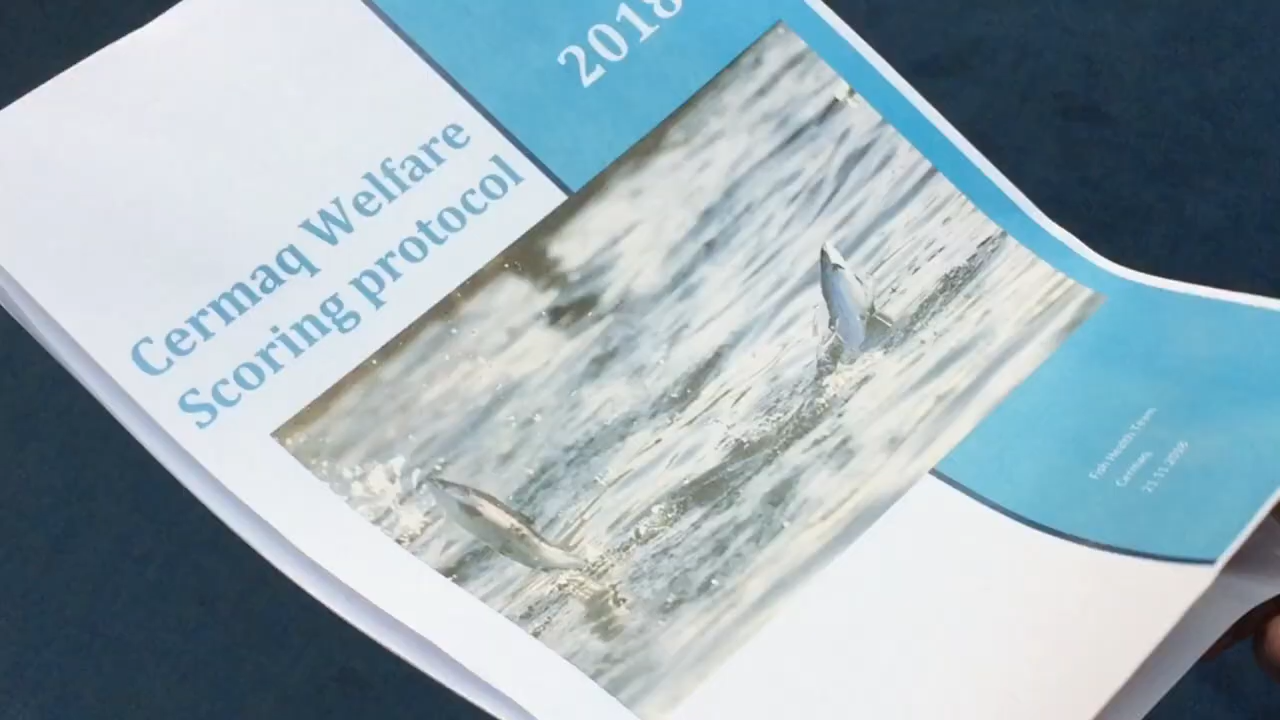 2018
Cermaq Welfare
Scoring protocol
Fish Health Team
Cermaq